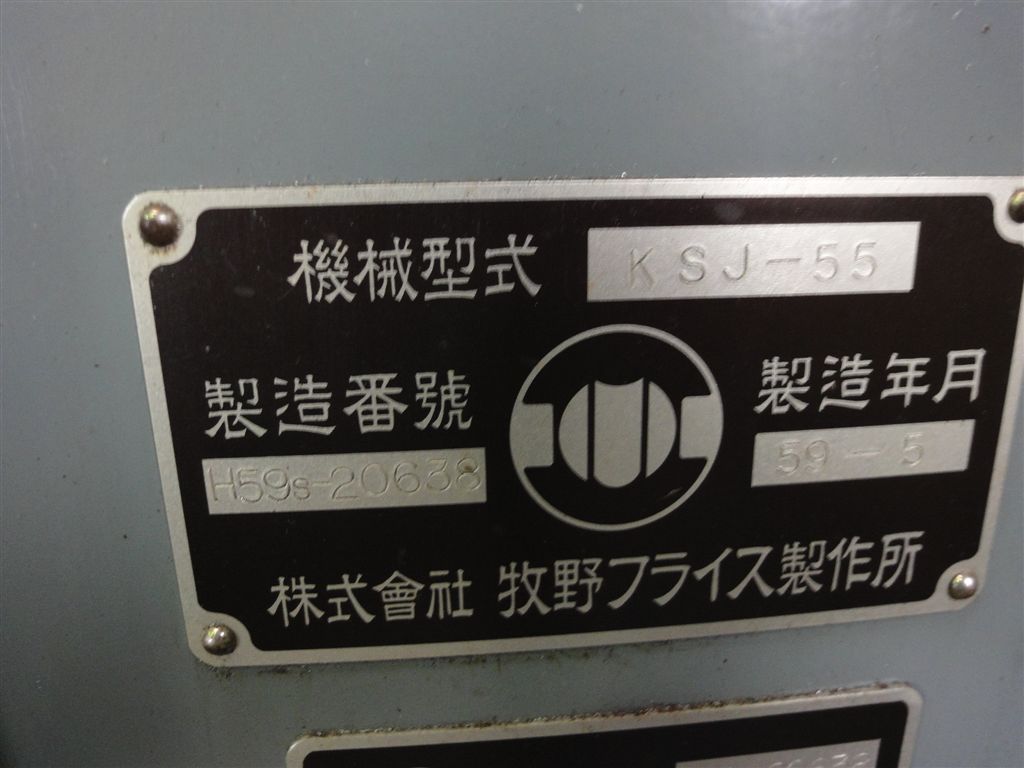 機械型式 KSJ-55
製造番號 製造年月
H59s-20638 59-5
株式會社 牧野フライス製作所